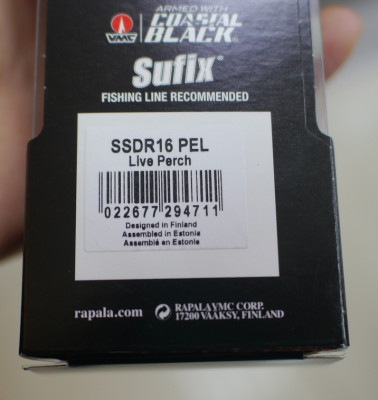 ARMED WITH
VMC COASTAL
BLACK
Sufix
FISHING LINE RECOMMENDED
SSDR16 PEL
Live Perch
022677 294711
Designed in Finland
Assembled in Estonia
Assemblé en Estonie
rapala.com
RAPALA VMC CORP.
17200 VAAKSY, FINLAND